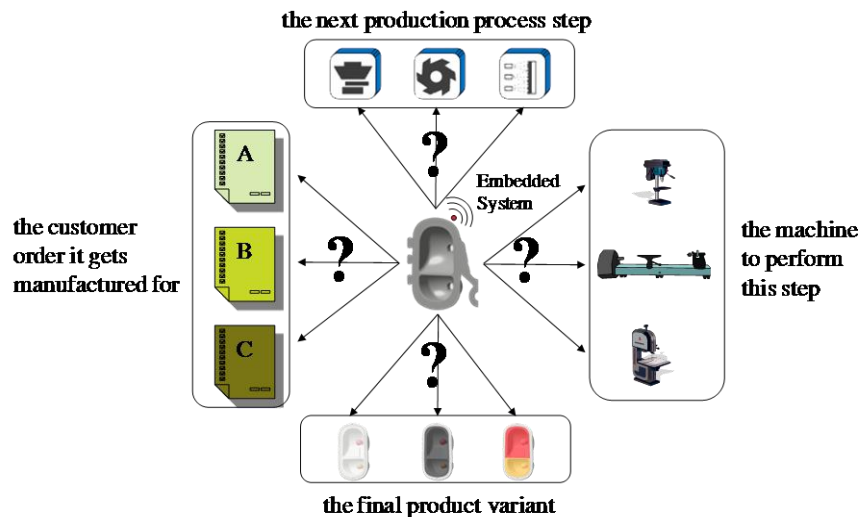 the next production process step
?
A
Embedded
System
the customer
order it gets
manufactured for
B
?
?
the machine
to perform
this step
C
?
the final product variant